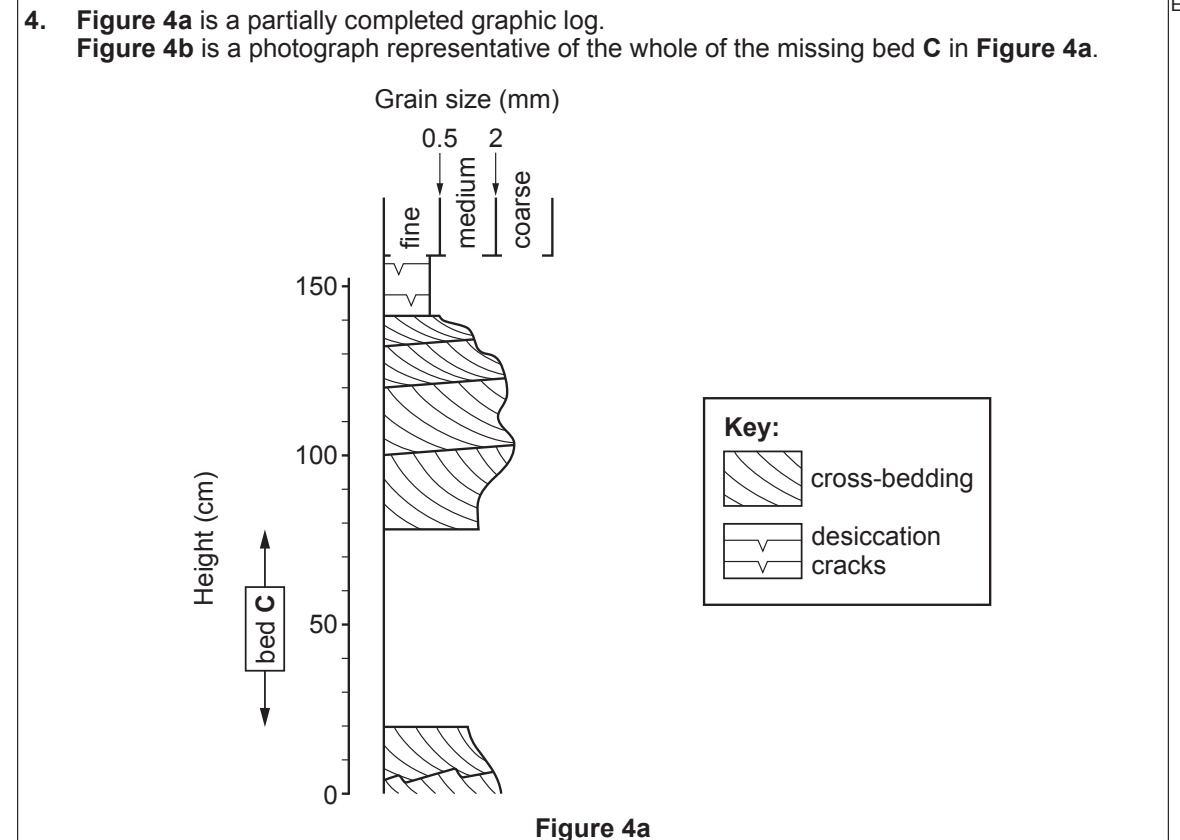 4. Figure 4a is a partially completed graphic log.
Figure 4b is a photograph representative of the whole of the missing bed C in Figure 4a.
E
Grain size (mm)
0.5 2
fine
medium
coarse
150
100
50
0
Height (cm)
bed C
Key:
cross-bedding
desiccation
cracks
Figure 4a